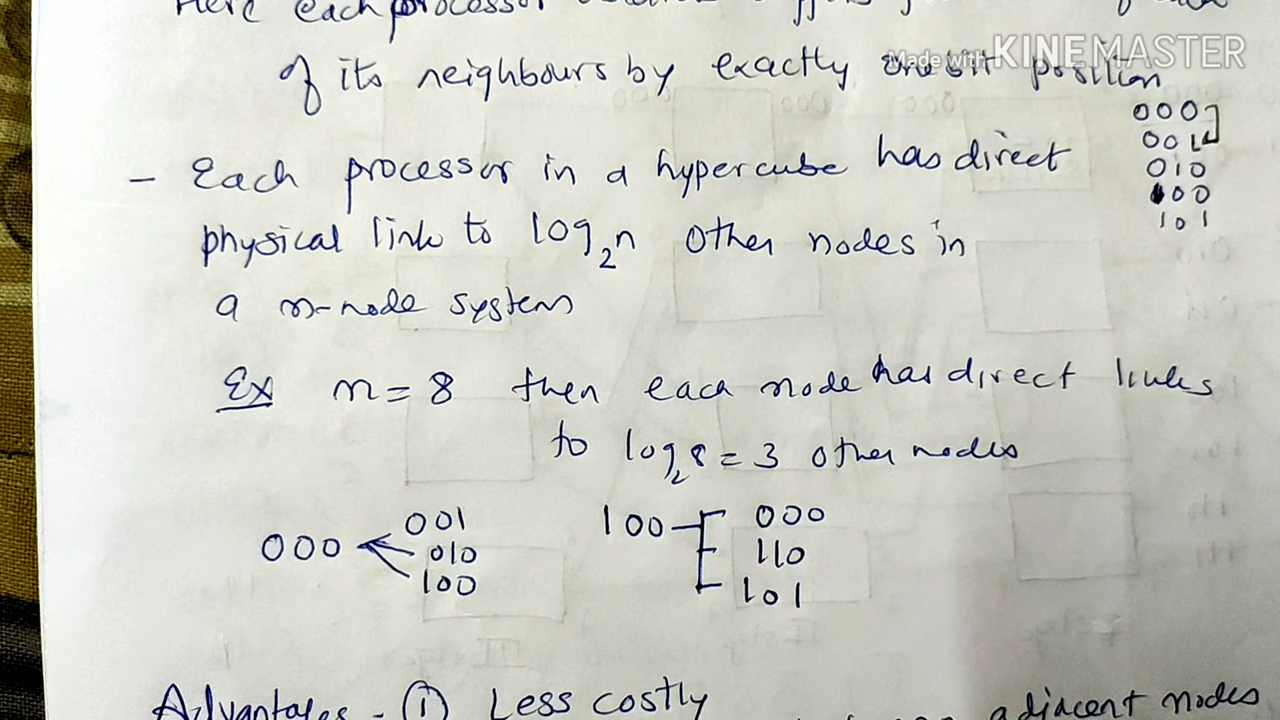 Here each processor
of its neighbours by exactly one bit position
Made with KINEMASTER
000
001
010
100
101
- Each processor in a hypercube has direct
physical link to log2n other nodes in
a n-node system
Ex n = 8 then each node has direct links
to log28 = 3 other nodes
000 001
010
100
100 000
110
101
Advantages - (i) Less costly
adjacent nodes